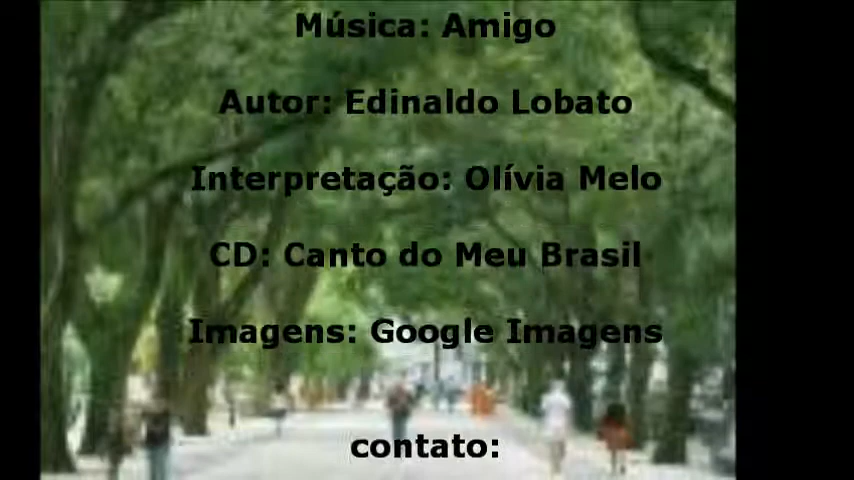 Música: Amigo
Autor: Edinaldo Lobato
Interpretação: Olívia Melo
CD: Canto do Meu Brasil
Imagens: Google Imagens
contato: